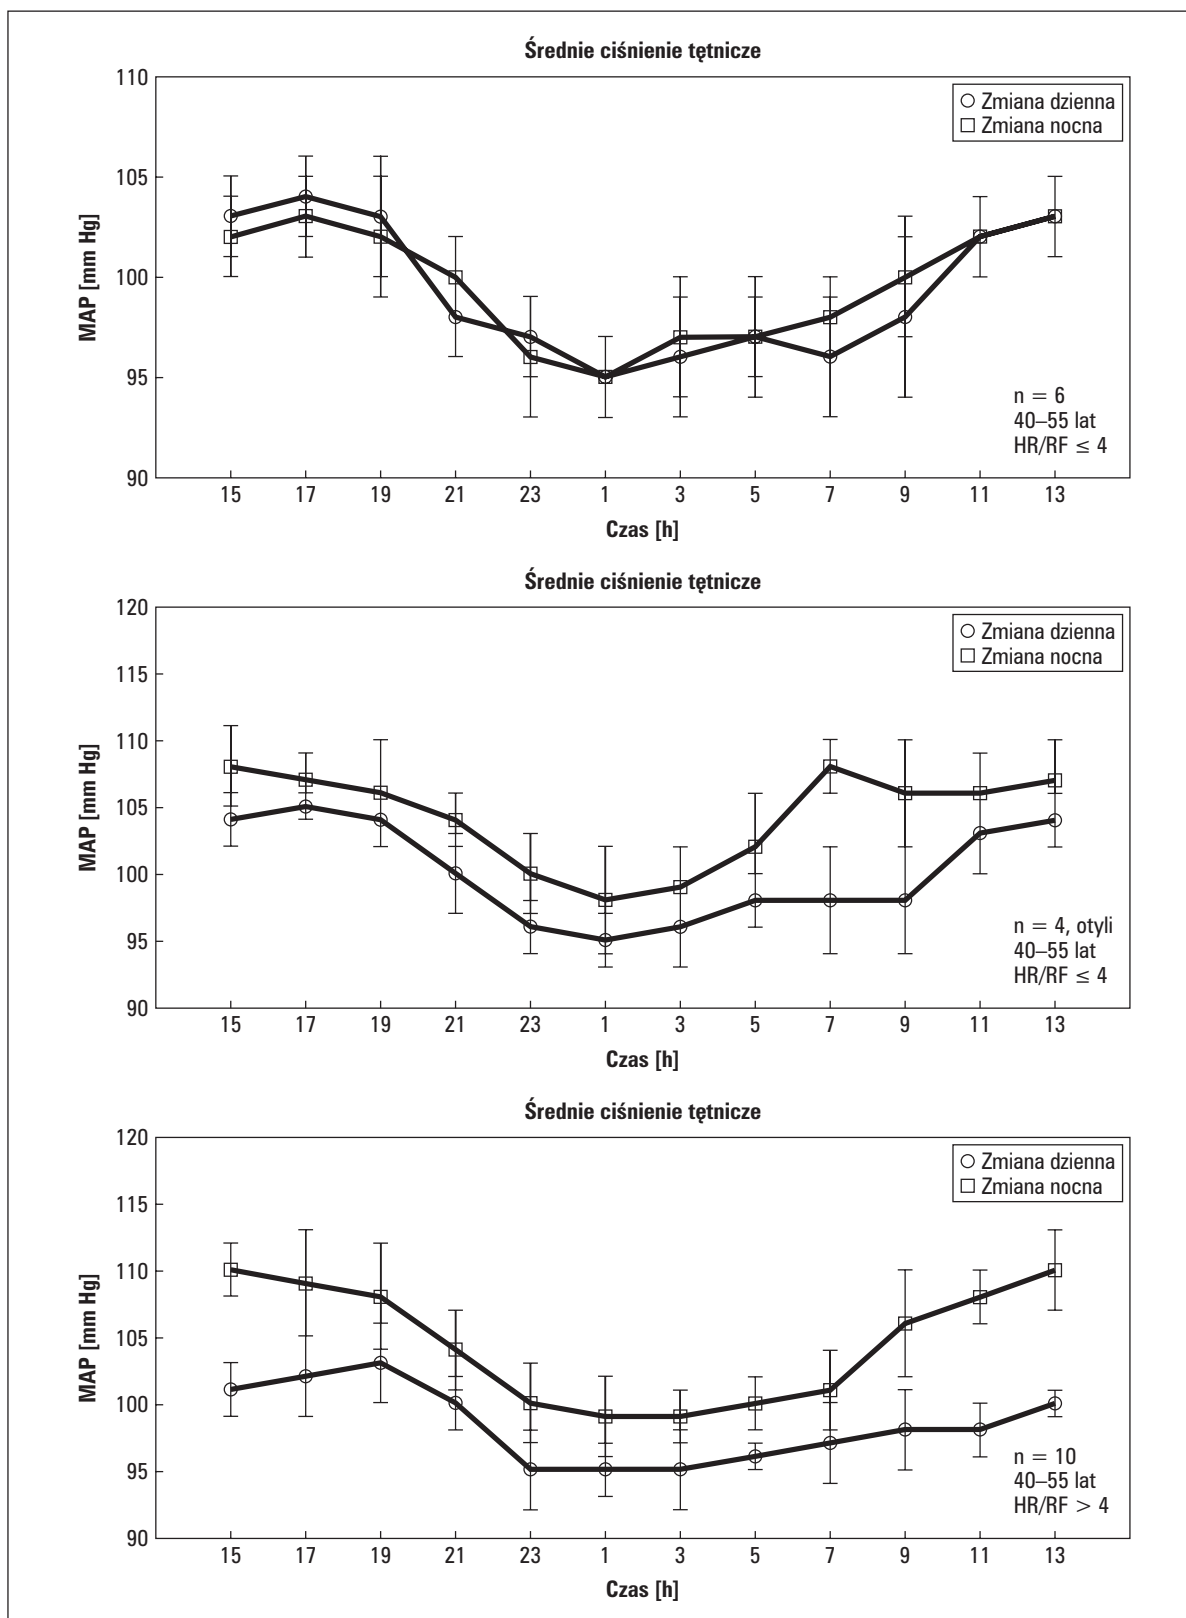 Średnie ciśnienie tętnicze
110
105
100
95
90
MAP [mm Hg]
Zmiana dzienna
Zmiana nocna
n = 6
40–55 lat
HR/RF ≤ 4
15 17 19 21 23 1 3 5 7 9 11 13
Czas [h]
Średnie ciśnienie tętnicze
120
115
110
105
100
95
90
MAP [mm Hg]
Zmiana dzienna
Zmiana nocna
n = 4, otyli
40–55 lat
HR/RF ≤ 4
15 17 19 21 23 1 3 5 7 9 11 13
Czas [h]
Średnie ciśnienie tętnicze
120
115
110
105
100
95
90
MAP [mm Hg]
Zmiana dzienna
Zmiana nocna
n = 10
40–55 lat
HR/RF > 4
15 17 19 21 23 1 3 5 7 9 11 13
Czas [h]